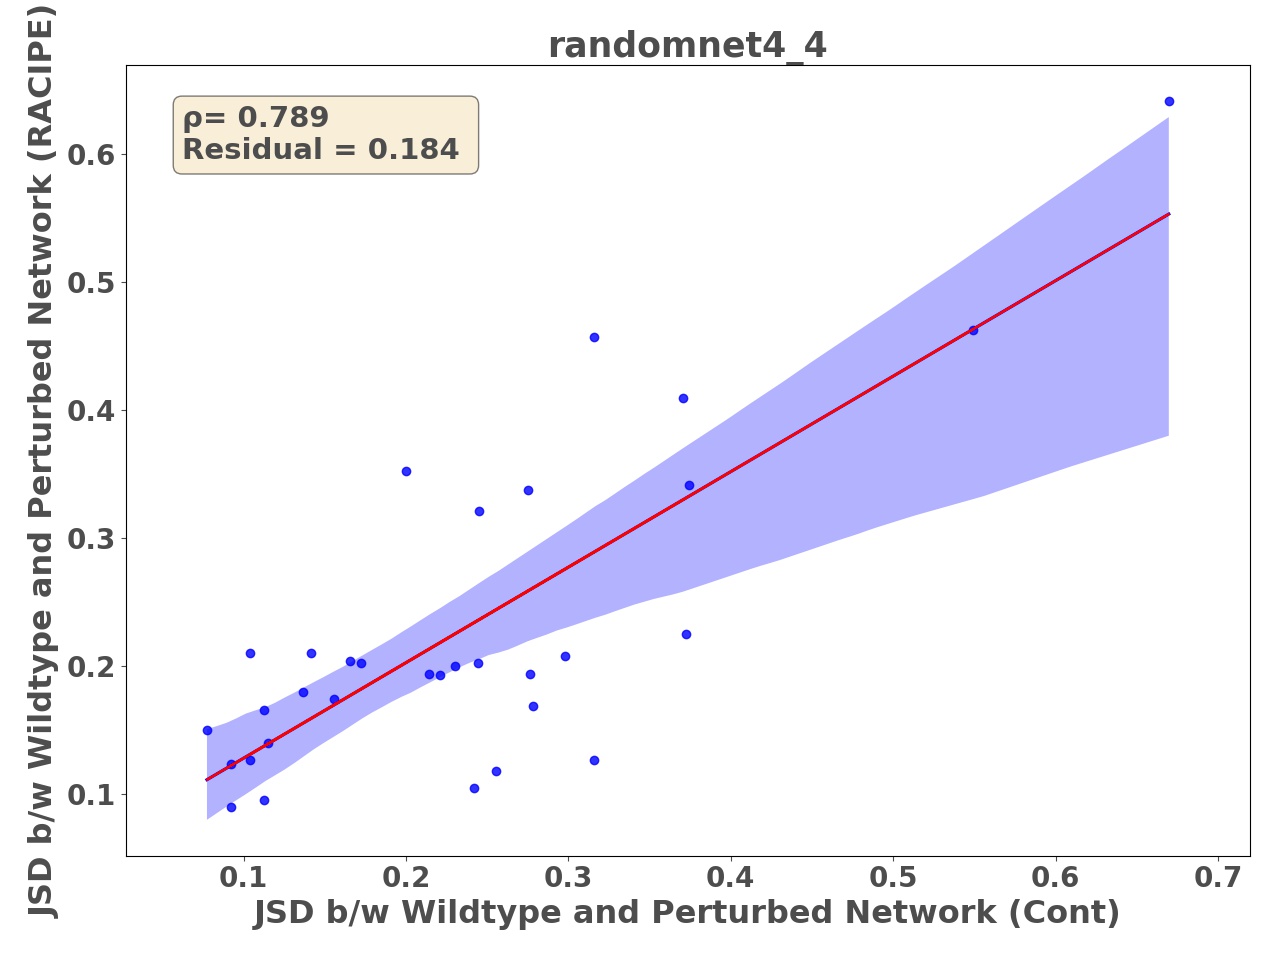 randomnet4_4
ρ= 0.789
Residual = 0.184
JSD b/w Wildtype and Perturbed Network (RACIPE)
0.6
0.5
0.4
0.3
0.2
0.1
0.1 0.2 0.3 0.4 0.5 0.6 0.7
JSD b/w Wildtype and Perturbed Network (Cont)